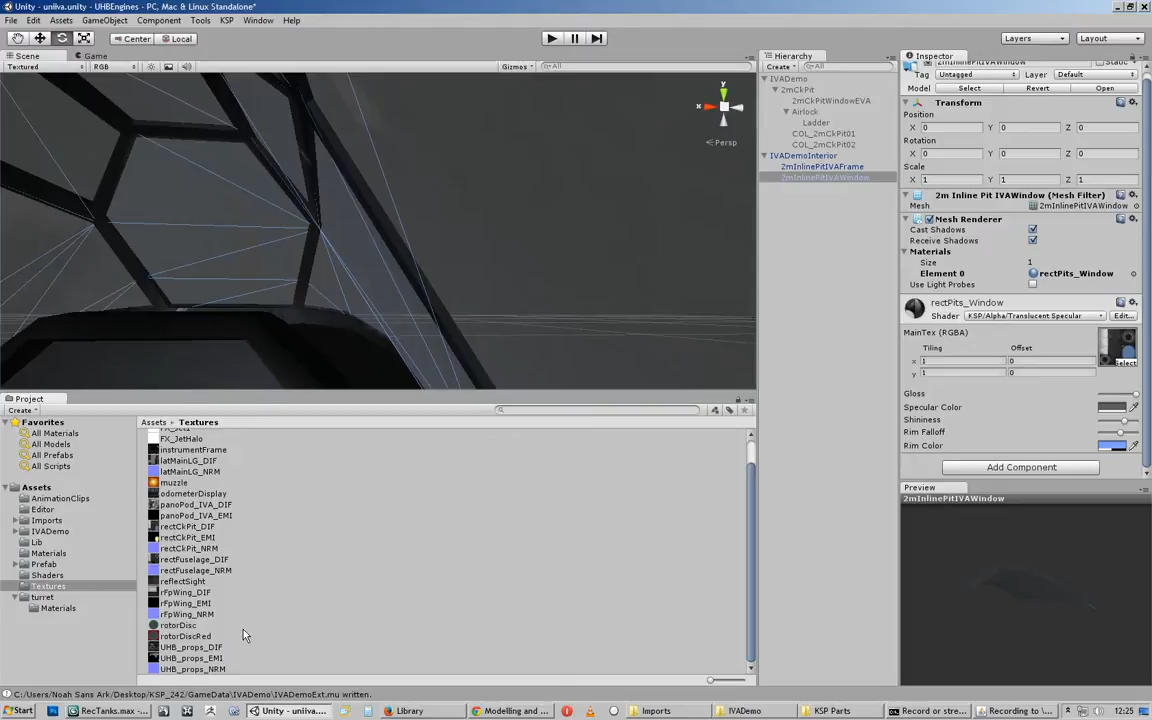 Unity - uniiva.unity - UHBEngines - PC, Mac & Linux Standalone*
File Edit Assets GameObject Component Tools KSP Window Help
Center Local Layers Layout
Scene Game
Textured RGB Gizmos All
y
x
Persp
Hierarchy
Create All
IVADemo
2mCkPit
2mCkPitWindowEVA
Airlock
Ladder
COL_2mCkPit01
COL_2mCkPit02
IVADemoInterior
2mInlinePitIVAFrame
2mInlinePitIVAWindow
Inspector
2mInlinePitIVAWindow
Tag Untagged Layer Default
Model Select Revert Open
Transform
Position
X 0 Y 0 Z 0
Rotation
X 0 Y 0 Z 0
Scale
X 1 Y 1 Z 1
2m Inline Pit IVAWindow (Mesh Filter)
Mesh 2mInlinePitIVAWindow
Mesh Renderer
Cast Shadows
Receive Shadows
Materials
Size 1
Element 0 rectPits_Window
Use Light Probes
rectPits_Window
Shader KSP/Alpha/Translucent Specular Edit...
MainTex (RGBA)
Tiling Offset
x 1 0
y 1 0
Select
Gloss
Specular Color
Shininess
Rim Falloff
Rim Color
Add Component
Preview
2mInlinePitIVAWindow
Project
Create
Favorites
All Materials
All Models
All Prefabs
All Scripts
Assets
AnimationClips
Editor
Imports
IVADemo
Lib
Materials
Prefab
Shaders
Textures
turret
Materials
Assets Textures
FX_JetHalo
instrumentFrame
latMainLG_DIF
latMainLG_NRM
muzzle
odometerDisplay
panoPod_IVA_DIF
panoPod_IVA_EMI
rectCkPit_DIF
rectCkPit_EMI
rectCkPit_NRM
rectFuselage_DIF
rectFuselage_NRM
reflectSight
rFpWing_DIF
rFpWing_EMI
rFpWing_NRM
rotorDisc
rotorDiscRed
UHB_props_DIF
UHB_props_EMI
UHB_props_NRM
C:/Users/Noah Sans Ark/Desktop/KSP_242/GameData/IVADemo/IVADemoExt.mu written.
Start RecTanks.max - ... Unity - uniiva.unity... Library Modelling and ... Imports IVADemo KSP Parts Record or stre... Recording to \... 12:25